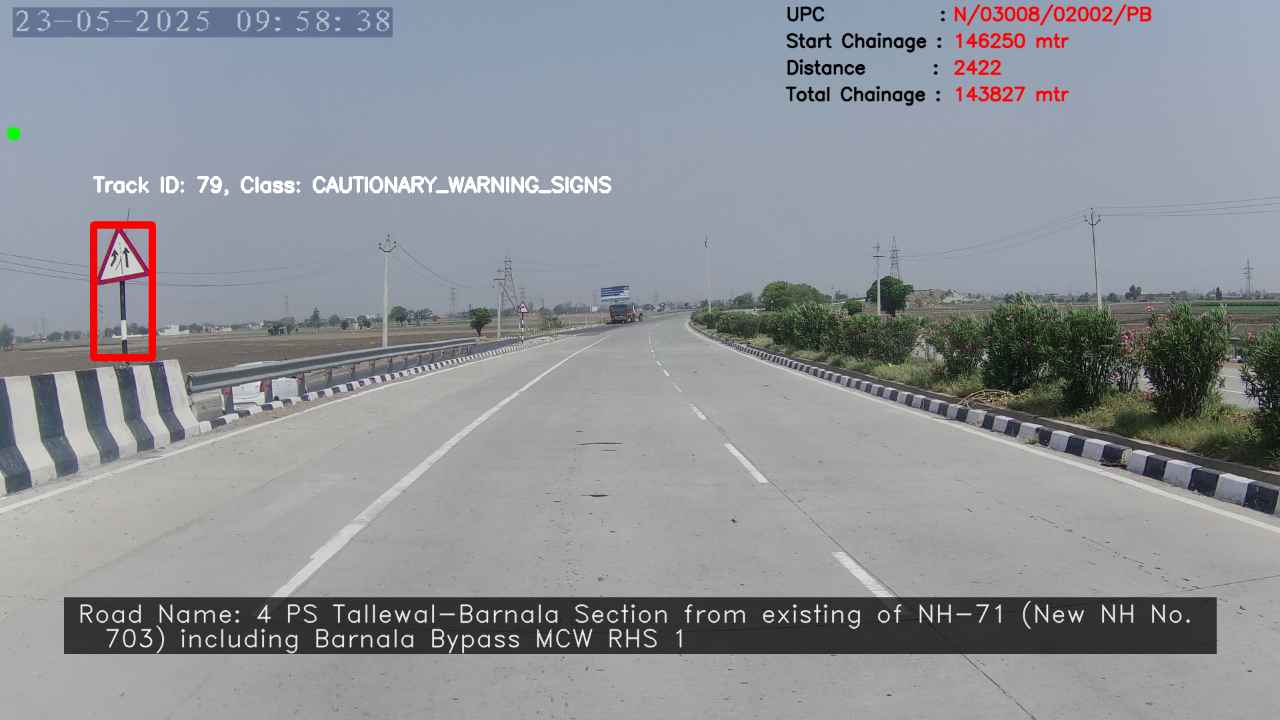 23-05-2025 09:58:38
UPC : N/03008/02002/PB
Start Chainage : 146250 mtr
Distance : 2422
Total Chainage : 143827 mtr
Track ID: 79, Class: CAUTIONARY_WARNING_SIGNS
Road Name: 4 PS Tallewal-Barnala Section from existing of NH-71 (New NH No.
703) including Barnala Bypass MCW RHS 1